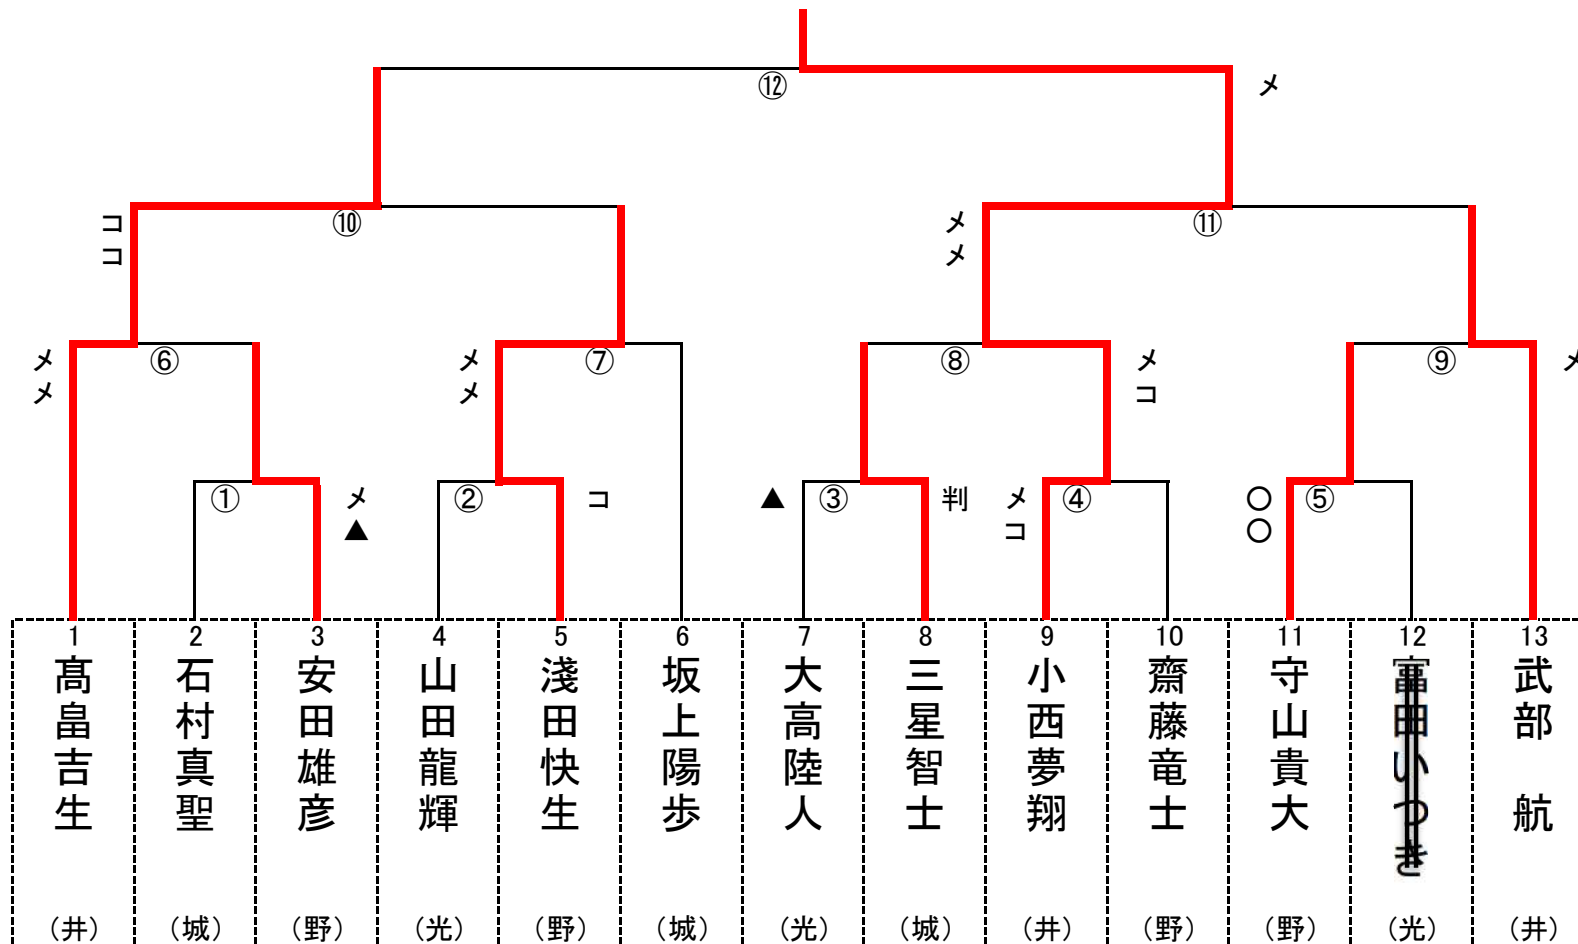 ⑫ メ
コ ⑩ メ ⑪
コ メ
メ ⑥ メ ⑦ ⑧ メ ⑨ メ
メ メ コ
① メ ② コ ▲ ③ 判 メ ④ 〇 ⑤
▲ コ 〇
1 2 3 4 5 6 7 8 9 10 11 12 13
髙畠吉生
石村真聖
安田雄彦
山田龍輝
淺田快生
坂上陽歩
大高陸人
三星智士
小西夢翔
齋藤竜士
守山貴大
富田いつき
武部 航
（井） （城） （野） （光） （野） （城） （光） （城） （井） （野） （野） （光） （井）